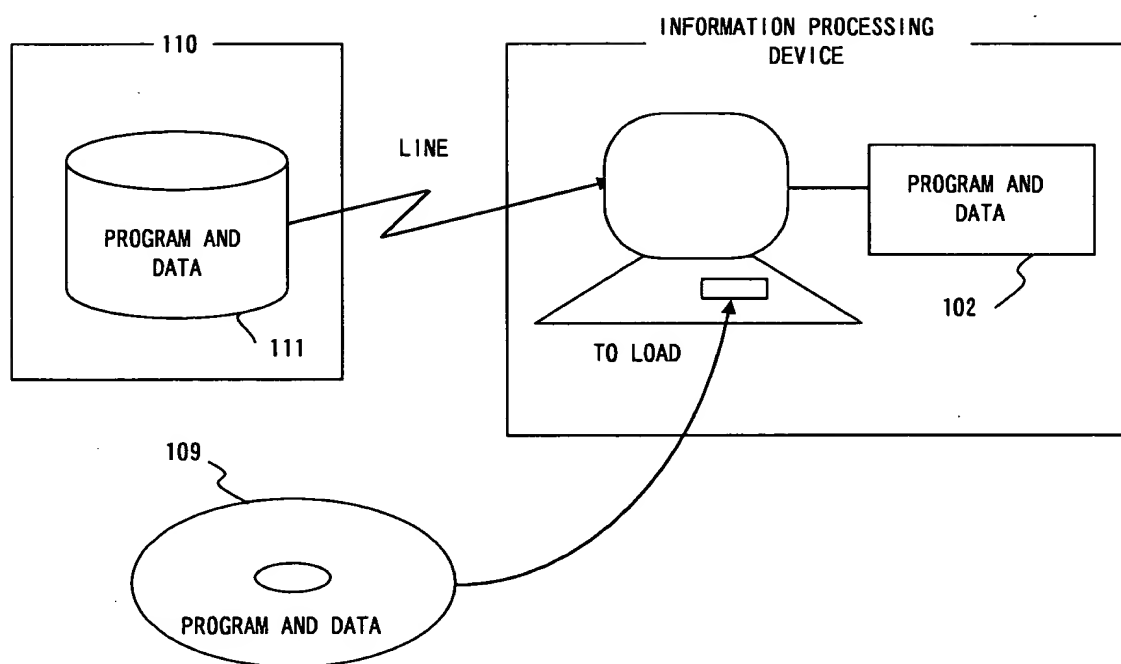 110
INFORMATION PROCESSING
DEVICE
LINE
PROGRAM AND
DATA
PROGRAM AND
DATA
111
102
TO LOAD
109
PROGRAM AND DATA